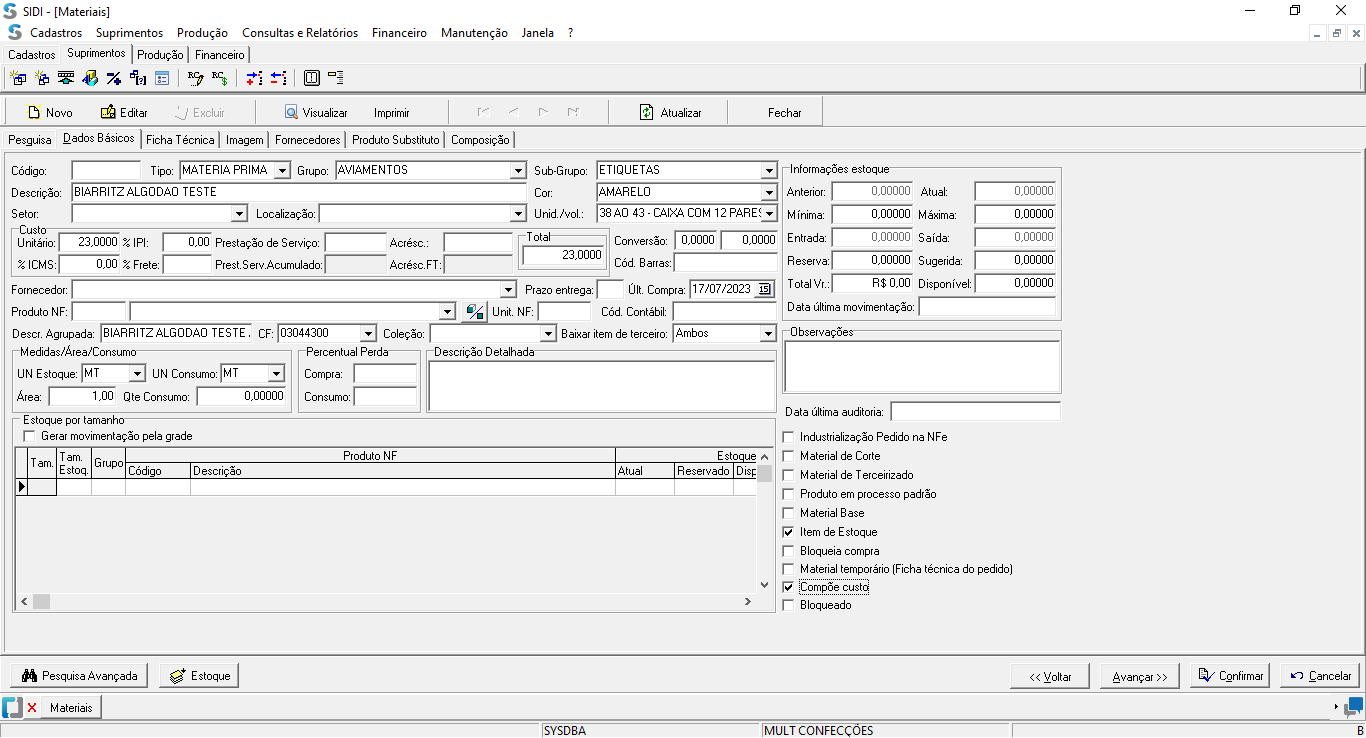 SIDI - [Materiais]
Cadastros Suprimentos Produção Consultas e Relatórios Financeiro Manutenção Janela ?
Cadastros Suprimentos Produção Financeiro
Novo Editar Excluir Visualizar Imprimir Atualizar Fechar
Pesquisa Dados Básicos Ficha Técnica Imagem Fornecedores Produto Substituto Composição
Código: Tipo: MATERIA PRIMA Grupo: AVIAMENTOS Sub-Grupo: ETIQUETAS
Descrição: BIARRITZ ALGODAO TESTE Cor: AMARELO
Setor: Localização: Unid./vol.: 38 AO 43 - CAIXA COM 12 PARES
Custo
Unitário: 23,0000 % IPI: 0,00 Prestação de Serviço: Acrésc.:
% ICMS: 0,00 % Frete: Prest.Serv.Acumulado: Acrésc.FT:
Total
23,0000
Conversão: 0,0000 0,0000
Cód. Barras:
Fornecedor: Prazo entrega: Últ. Compra: 17/07/2023 15
Produto NF: Unit. NF: Cód. Contábil:
Descr. Agrupada: BIARRITZ ALGODAO TESTE . CF: 03044300 Coleção: Baixar item de terceiro: Ambos
Medidas/Área/Consumo
UN Estoque: MT UN Consumo: MT
Área: 1,00 Qte Consumo: 0,00000
Percentual Perda
Compra:
Consumo:
Descrição Detalhada
Estoque por tamanho
Gerar movimentação pela grade
Tam. Tam. Estoq. Grupo Produto NF Estoque
Código Descrição Atual Reservado Disp
Informações estoque
Anterior: 0,00000 Atual: 0,00000
Mínima: 0,00000 Máxima: 0,00000
Entrada: 0,00000 Saída: 0,00000
Reserva: 0,00000 Sugerida: 0,00000
Total Vr.: R$ 0,00 Disponível: 0,00000
Data última movimentação:
Observações
Data última auditoria:
Industrialização Pedido na NFe
Material de Corte
Material de Terceirizado
Produto em processo padrão
Material Base
Item de Estoque
Bloqueia compra
Material temporário (Ficha técnica do pedido)
Compõe custo
Bloqueado
Pesquisa Avançada Estoque << Voltar Avançar >> Confirmar Cancelar
Materiais
SYSDBA MULT CONFECÇÕES B